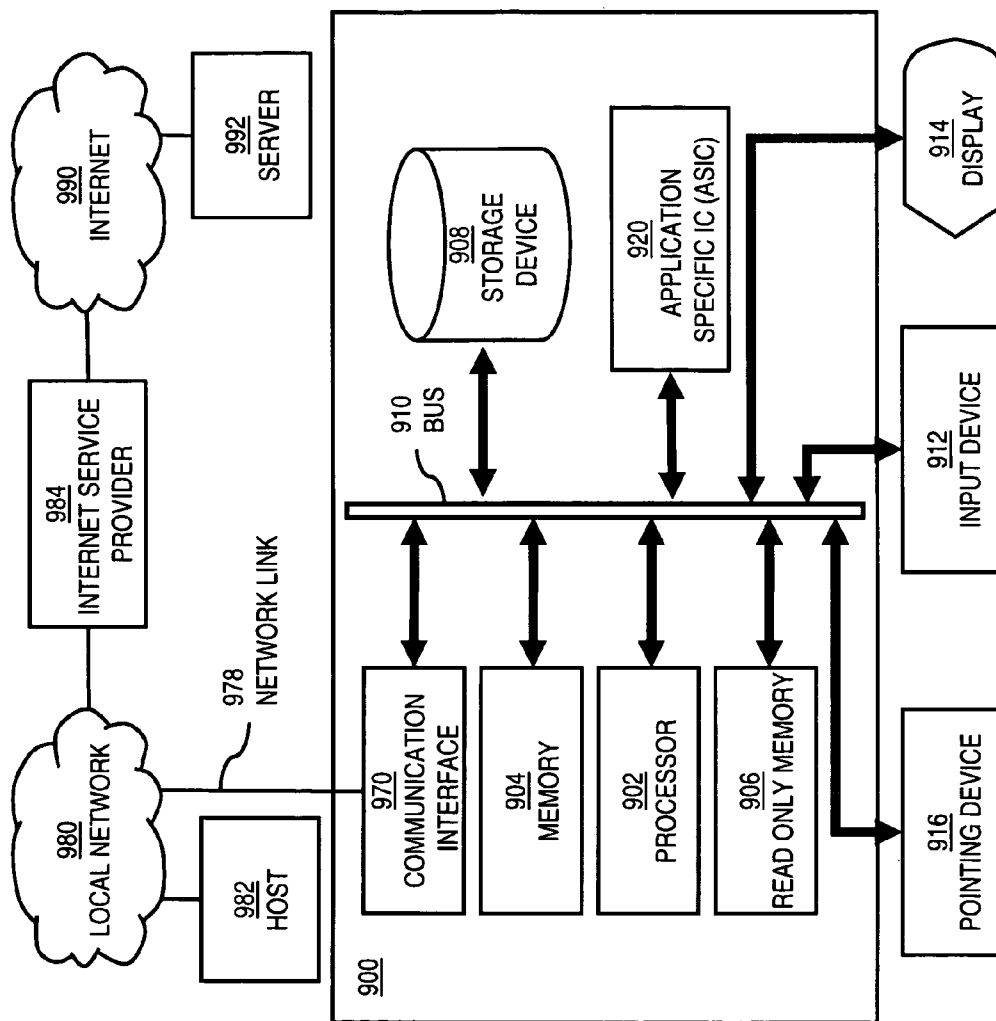 980
LOCAL NETWORK
984
INTERNET SERVICE
PROVIDER
990
INTERNET
982
HOST
978
NETWORK LINK
992
SERVER
900
970
COMMUNICATION
INTERFACE
904
MEMORY
902
PROCESSOR
906
READ ONLY MEMORY
910
BUS
908
STORAGE
DEVICE
920
APPLICATION
SPECIFIC IC (ASIC)
916
POINTING DEVICE
912
INPUT DEVICE
914
DISPLAY